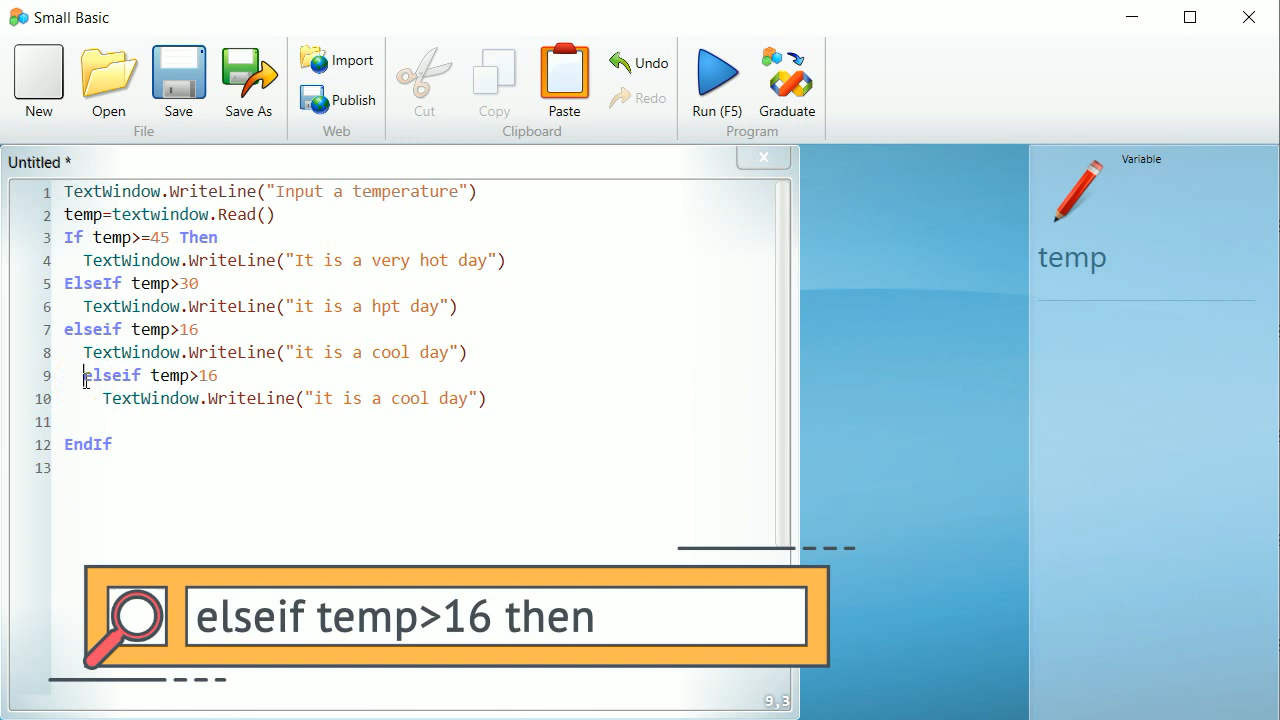 Small Basic
New
Open
Save
Save As
File
Import
Publish
Web
Cut
Copy
Paste
Undo
Redo
Clipboard
Run (F5)
Graduate
Program
Untitled *
1 TextWindow.WriteLine("Input a temperature")
2 temp=textwindow.Read()
3 If temp>=45 Then
4 TextWindow.WriteLine("It is a very hot day")
5 ElseIf temp>30
6 TextWindow.WriteLine("it is a hpt day")
7 elseif temp>16
8 TextWindow.WriteLine("it is a cool day")
9 elseif temp>16
10 TextWindow.WriteLine("it is a cool day")
11
12 EndIf
13
Variable
temp
elseif temp>16 then
9,3